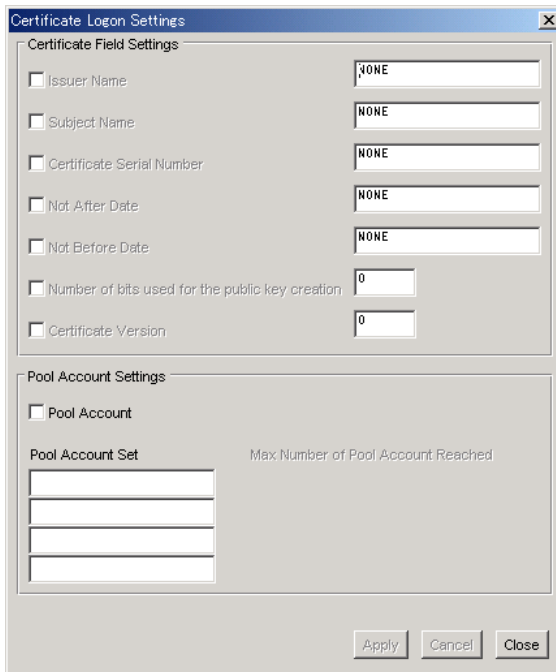 Certificate Logon Settings
Certificate Field Settings
Issuer Name NONE
Subject Name NONE
Certificate Serial Number NONE
Not After Date NONE
Not Before Date NONE
Number of bits used for the public key creation 0
Certificate Version 0
Pool Account Settings
Pool Account
Pool Account Set Max Number of Pool Account Reached
Apply Cancel Close